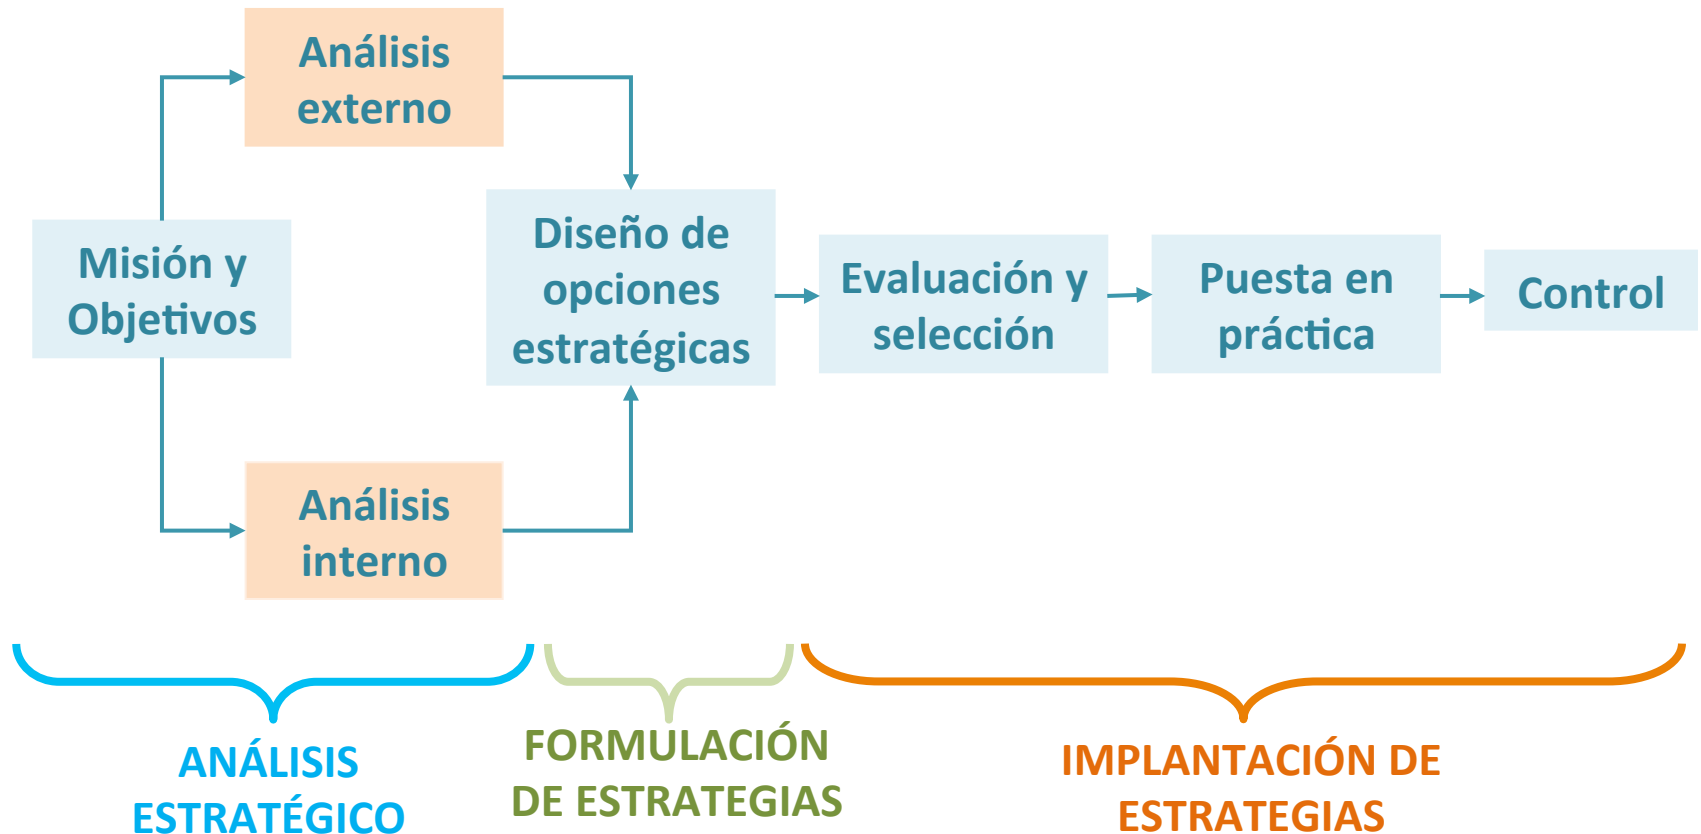 Análisis
externo
Misión y
Objetivos
Diseño de
opciones
estratégicas
Evaluación y
selección
Puesta en
práctica
Control
Análisis
interno
ANÁLISIS
ESTRATÉGICO
FORMULACIÓN
DE ESTRATEGIAS
IMPLANTACIÓN DE
ESTRATEGIAS